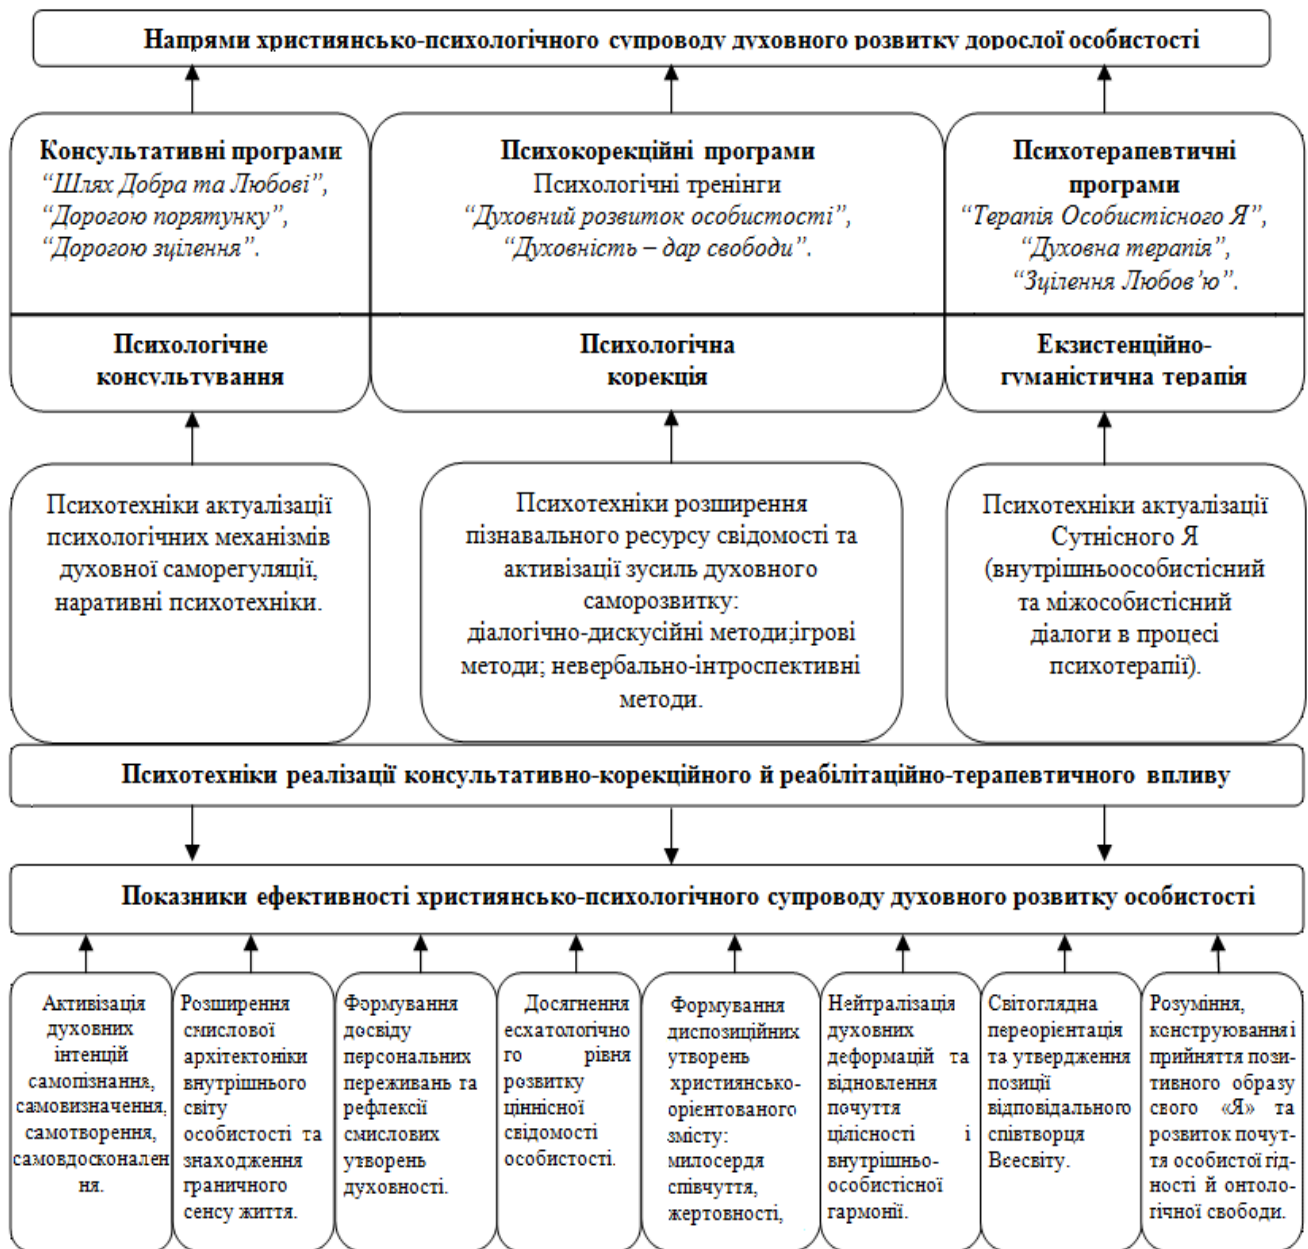 Напрями християнсько-психологічного супроводу духовного розвитку дорослої особистості
Консультативні програми
“Шлях Добра та Любові”,
“Дорогою порятунку”,
“Дорогою зцілення”.
Психологічне
консультування
Психокорекційні програми
Психологічні тренінги
“Духовний розвиток особистості”,
“Духовність – дар свободи”.
Психологічна
корекція
Психотерапевтичні
програми
“Терапія Особистісного Я”,
“Духовна терапія”,
“Зцілення Любов’ю”.
Екзистенційно-
гуманістична терапія
Психотехніки актуалізації
психологічних механізмів
духовної саморегуляції,
наративні психотехніки.
Психотехніки розширення
пізнавального ресурсу свідомості та
активізації зусиль духовного
саморозвитку:
діалогічно-дискусійні методи;ігрові
методи; невербально-інтроспективні
методи.
Психотехніки актуалізації
Сутнісного Я
(внутрішньоособистісний
та міжособистісний
діалоги в процесі
психотерапії).
Психотехніки реалізації консультативно-корекційного й реабілітаційно-терапевтичного впливу
Показники ефективності християнсько-психологічного супроводу духовного розвитку особистості
Активізація
духовних
інтенцій
самопізнання,
самовизначення,
самотворення,
самовдосконален
ня.
Розширення
смислової
архітектоніки
внутрішнього
світу
особистості та
знаходження
граничного
сенсу життя.
Формування
досвіду
персональних
переживань та
рефлексії
смислових
утворень
духовності.
Досягнення
есхатологічно
го рівня
розвитку
ціннісної
свідомості
особистості.
Формування
диспозиційних
утворень
християнсько-
орієнтованого
змісту:
милосердя
співчуття,
жертовності,
Нейтралізація
духовних
деформацій та
відновлення
почуття
цілісності і
внутрішньо-
особистісної
гармонії.
Світоглядна
переорієнтація
та утвердження
позиції
відповідального
співтворця
Всесвіту.
Розуміння,
конструювання і
прийняття пози-
тивного образу
свого «Я» та
розвиток почут-
тя особистої гід-
ності й онтоло-
гічної свободи.